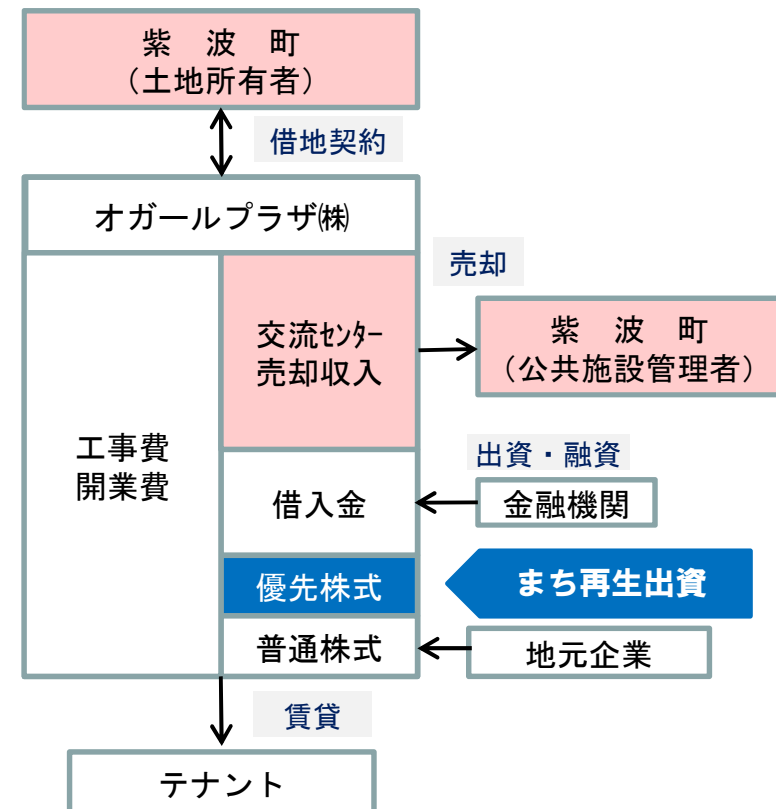 紫　波　町
（土地所有者）
借地契約
オガールプラザ㈱
売却
交流ｾﾝﾀｰ
売却収入
紫　波　町
（公共施設管理者）
工事費
開業費
出資・融資
借入金
金融機関
優先株式
まち再生出資
普通株式
地元企業
賃貸
テナント